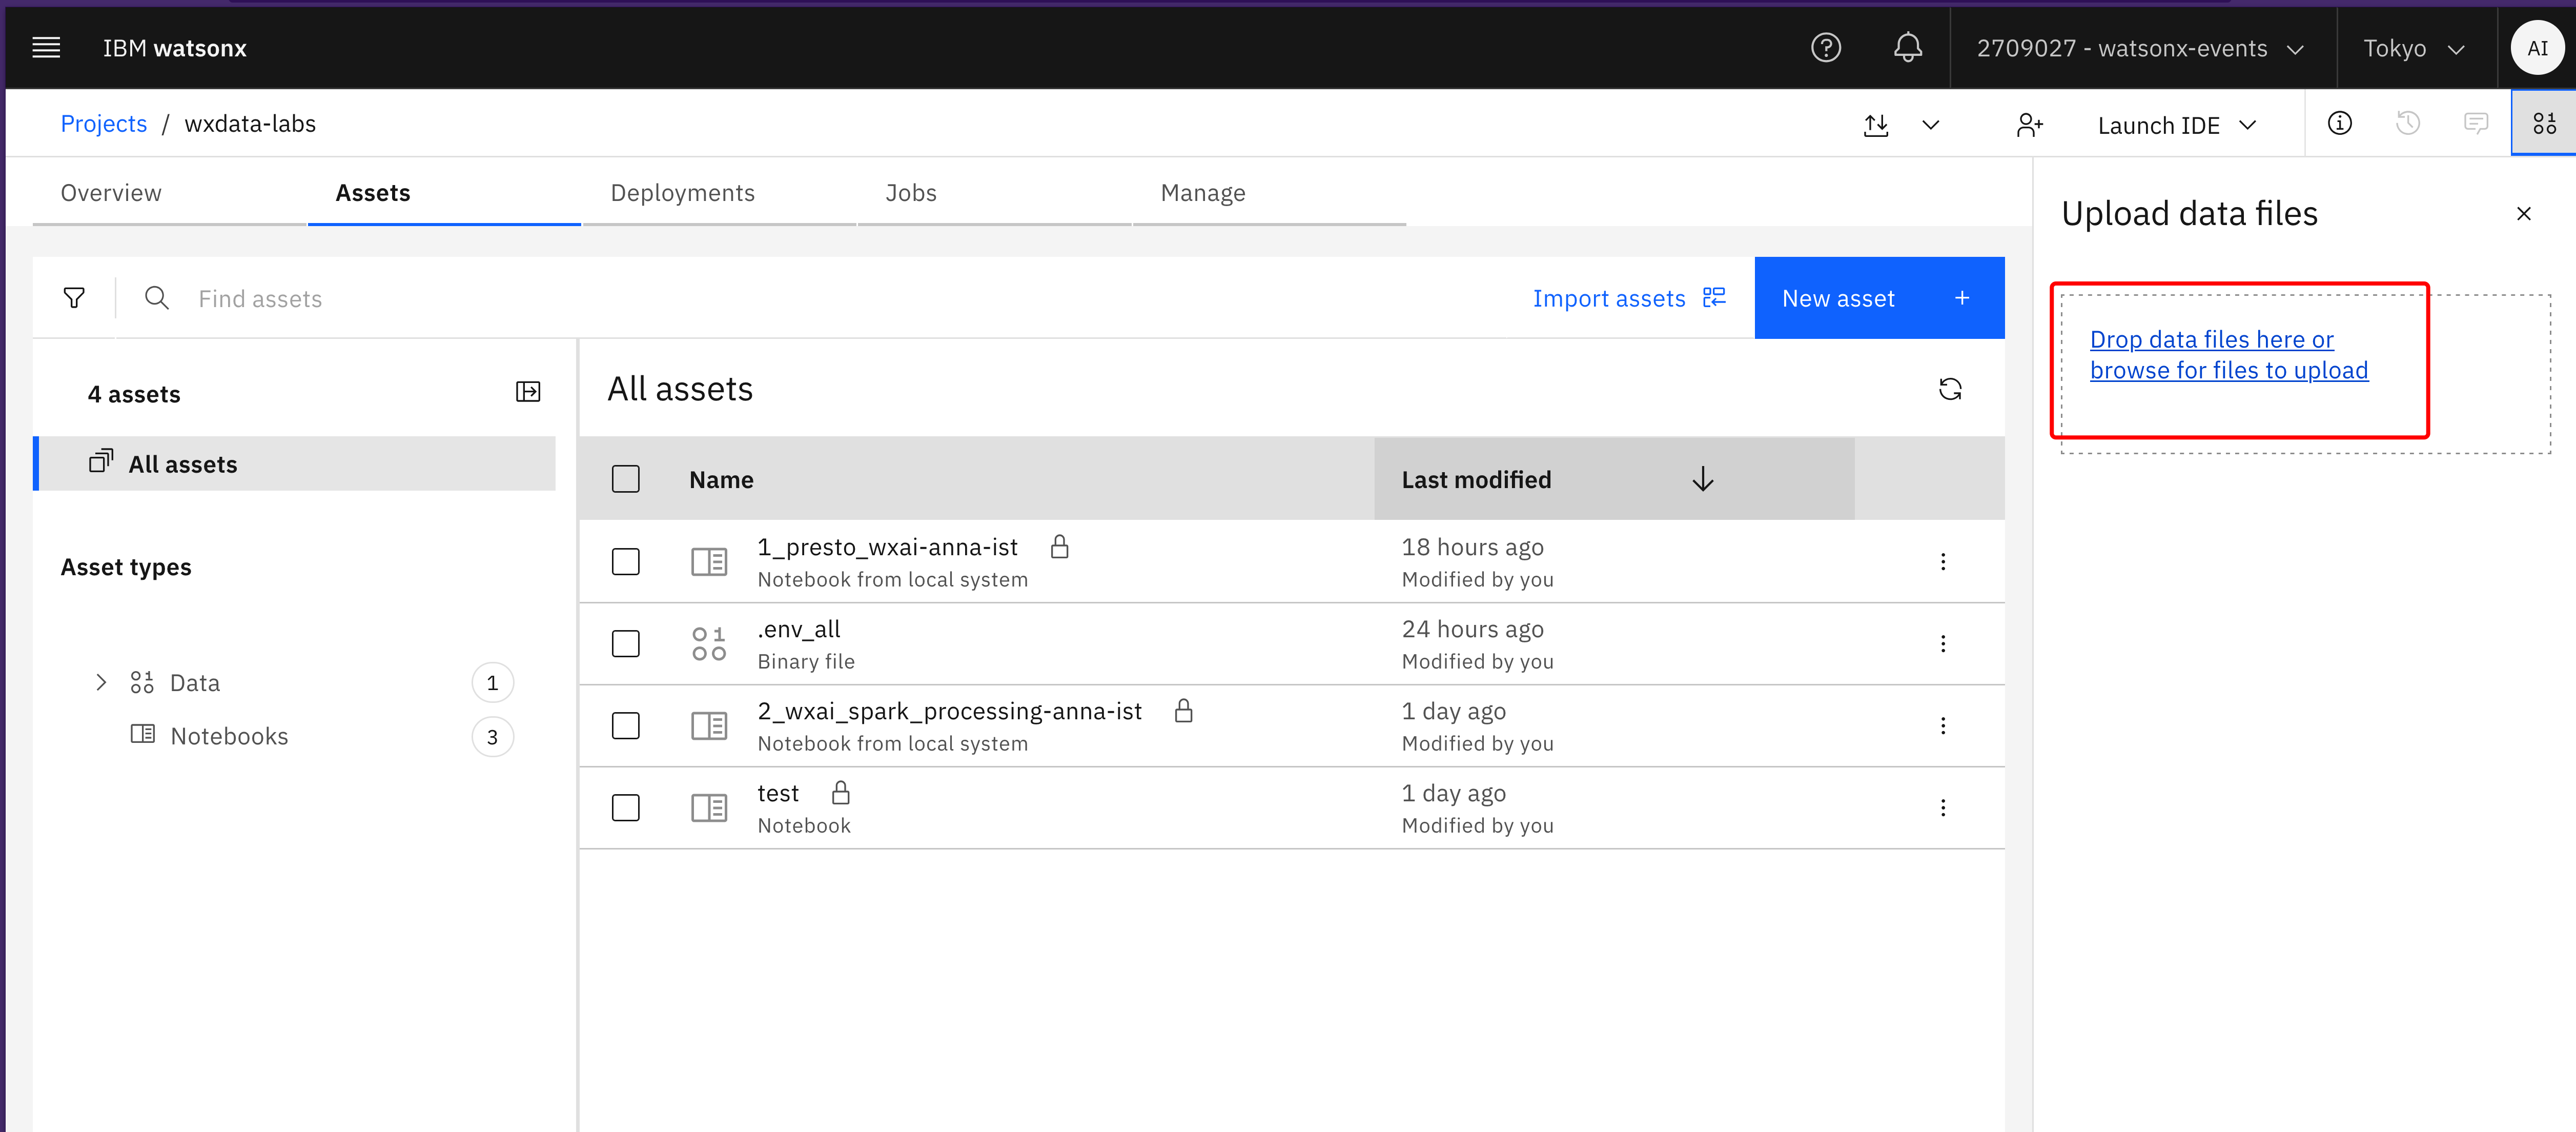 IBM watsonx
2709027 - watsonx-events
Tokyo
AI
Projects / wxdata-labs
Launch IDE
Overview
Assets
Deployments
Jobs
Manage
Upload data files
Find assets
Import assets
New asset +
Drop data files here or
browse for files to upload
4 assets
All assets
Asset types
Data 1
Notebooks 3
All assets
Name
Last modified
1_presto_wxai-anna-ist
Notebook from local system
18 hours ago
Modified by you
.env_all
Binary file
24 hours ago
Modified by you
2_wxai_spark_processing-anna-ist
Notebook from local system
1 day ago
Modified by you
test
Notebook
1 day ago
Modified by you